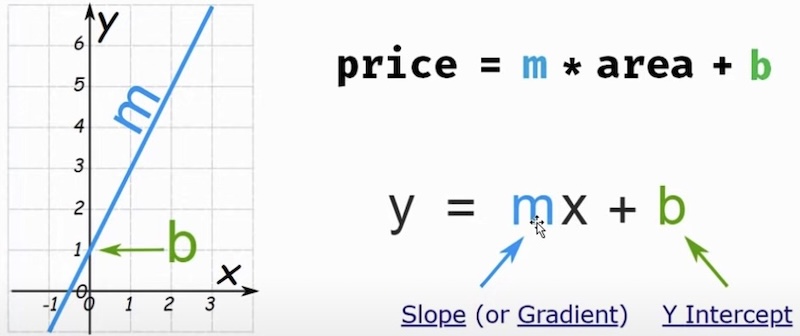 y
6
5
m
4
3
2
1
b
0
x
-1 0 1 2 3
price = m * area + b
y = mx + b
Slope (or Gradient) Y Intercept